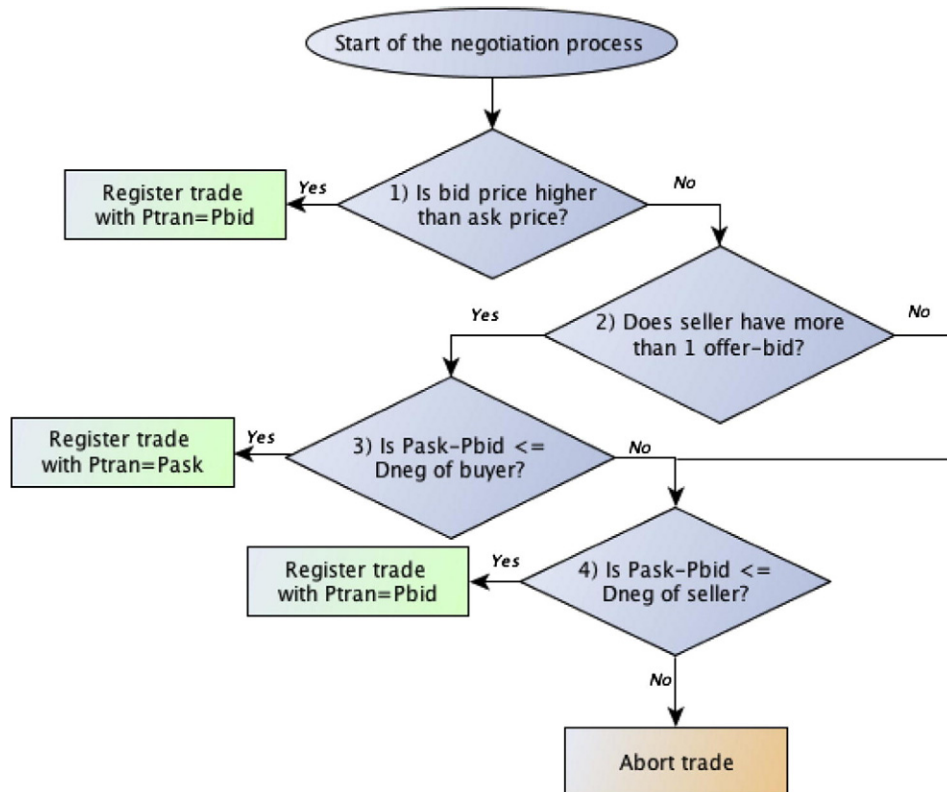 Start of the negotiation process
1) Is bid price higher
than ask price?
Yes
No
Register trade
with Ptran=Pbid
2) Does seller have more
than 1 offer-bid?
Yes
No
3) Is Pask-Pbid <=
Dneg of buyer?
Yes
No
Register trade
with Ptran=Pask
4) Is Pask-Pbid <=
Dneg of seller?
Yes
Register trade
with Ptran=Pbid
No
Abort trade